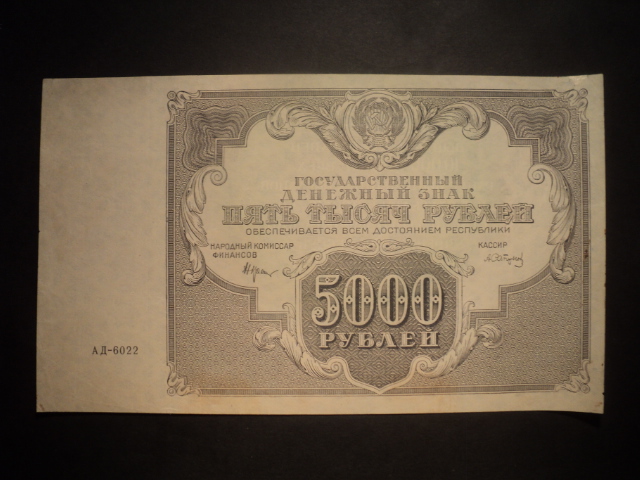 ГОСУДАРСТВЕННЫЙ
ДЕНЕЖНЫЙ ЗНАК
ПЯТЬ ТЫСЯЧ РУБЛЕЙ
ОБЕСПЕЧИВАЕТСЯ ВСЕМ ДОСТОЯНИЕМ РЕСПУБЛИКИ
НАРОДНЫЙ КОМИССАР
ФИНАНСОВ
КАССИР
5000
РУБЛЕЙ
АД-6022